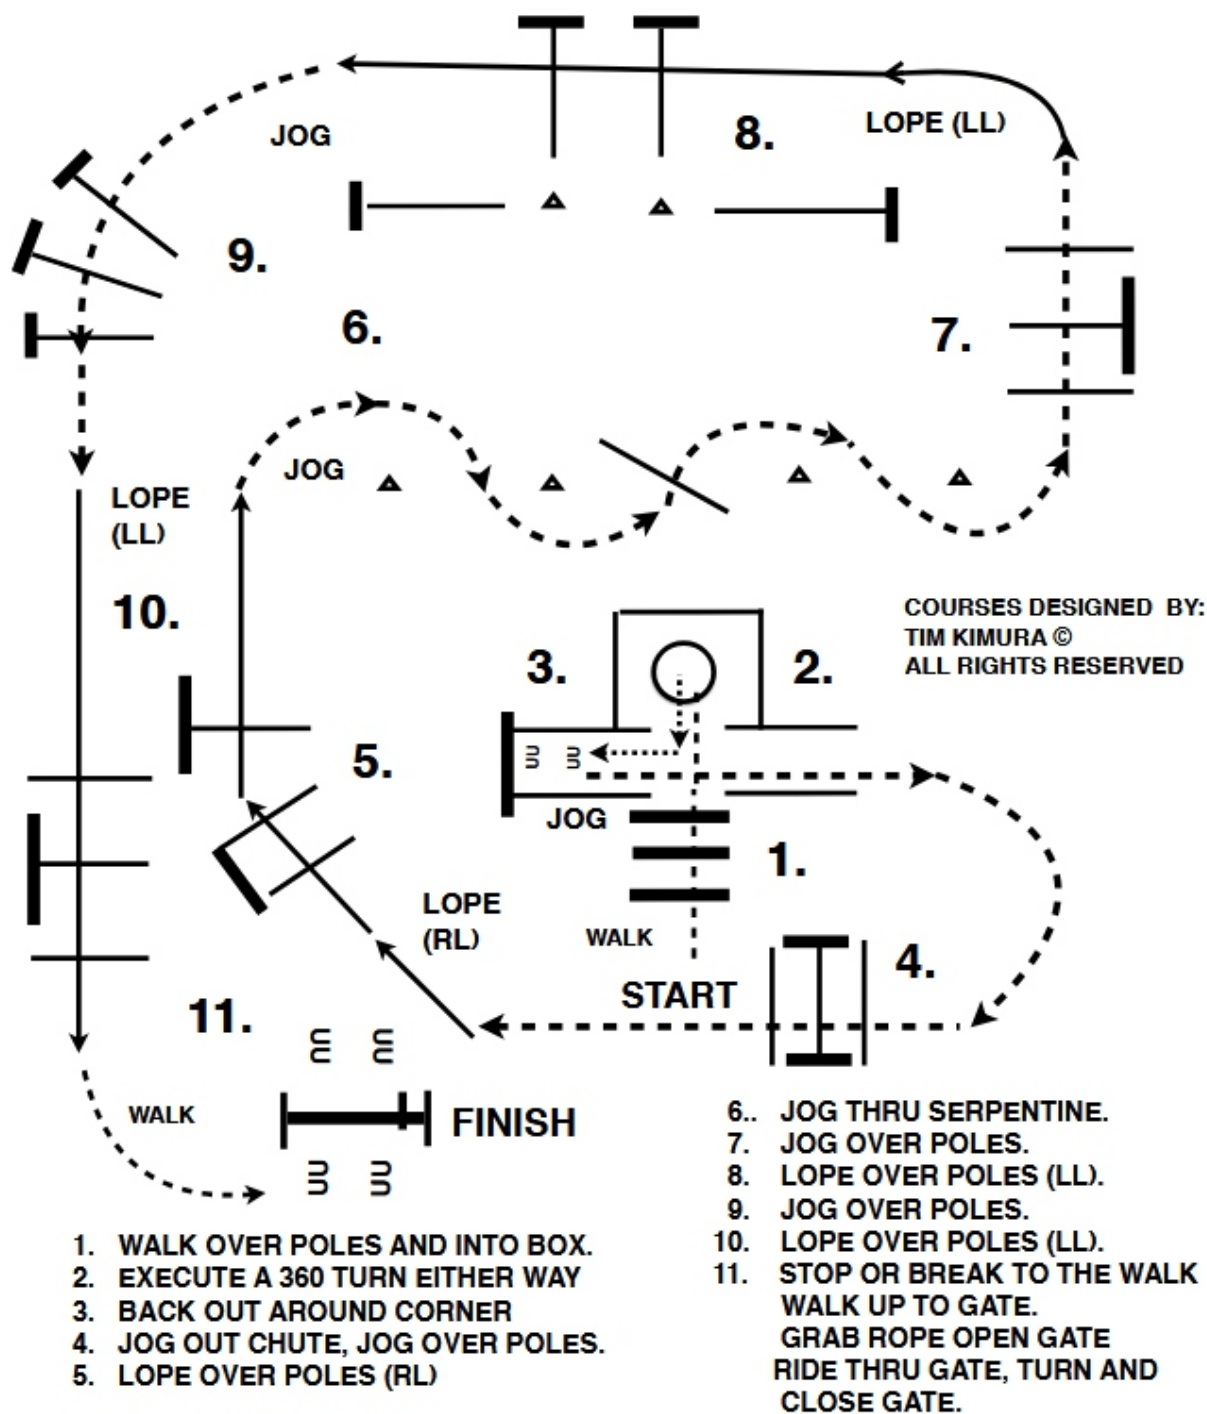 JOG
8.
LOPE (LL)
9.
6.
7.
JOG
LOPE
(LL)
10.
COURSES DESIGNED BY:
TIM KIMURA ©
ALL RIGHTS RESERVED
3.
2.
5.
JOG
1.
LOPE
(RL)
WALK
4.
START
11.
WALK
FINISH
1. WALK OVER POLES AND INTO BOX.
2. EXECUTE A 360 TURN EITHER WAY
3. BACK OUT AROUND CORNER
4. JOG OUT CHUTE, JOG OVER POLES.
5. LOPE OVER POLES (RL)
6.. JOG THRU SERPENTINE.
7. JOG OVER POLES.
8. LOPE OVER POLES (LL).
9. JOG OVER POLES.
10. LOPE OVER POLES (LL).
11. STOP OR BREAK TO THE WALK
WALK UP TO GATE.
GRAB ROPE OPEN GATE
RIDE THRU GATE, TURN AND
CLOSE GATE.